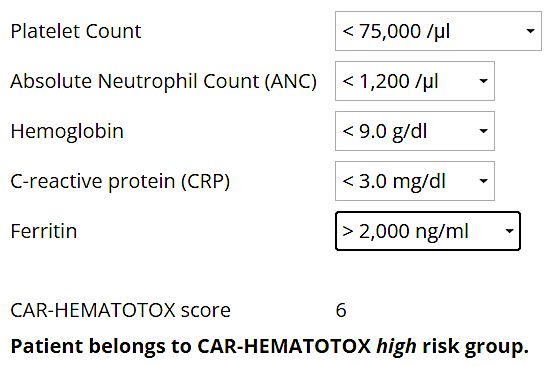 Platelet Count < 75,000 /µl
Absolute Neutrophil Count (ANC) < 1,200 /µl
Hemoglobin < 9.0 g/dl
C-reactive protein (CRP) < 3.0 mg/dl
Ferritin > 2,000 ng/ml
CAR-HEMATOTOX score 6
Patient belongs to CAR-HEMATOTOX high risk group.